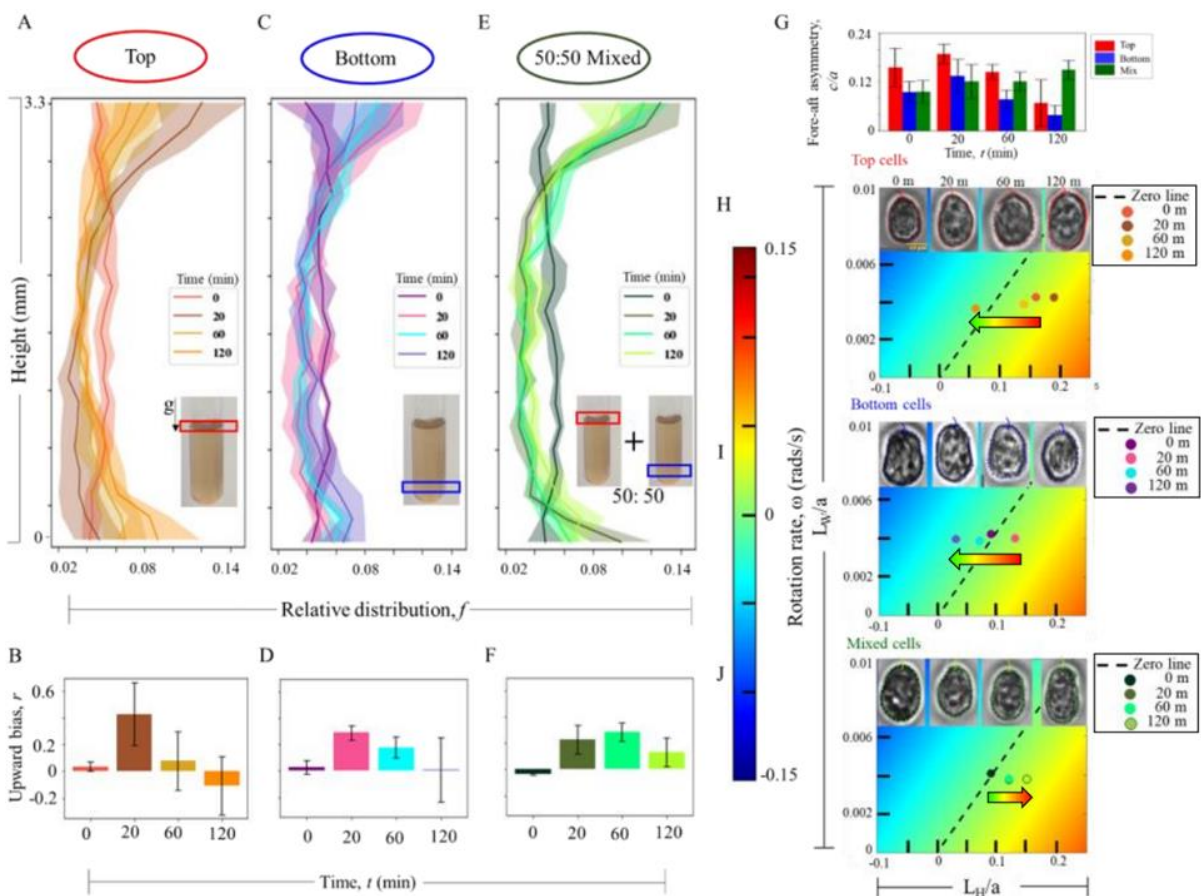 A
Top
C
Bottom
E
50:50 Mixed
G
Fore-aft asymmetry, c/a
0.24
0.12
0
0 20 60 120
Time, t (min)
Top
Bottom
Mix
Height (mm)
3.3
0
Time (min)
0
20
60
120
g
0.02 0.08 0.14
Time (min)
0
20
60
120
0.02 0.08 0.14
Time (min)
0
20
60
120
+
50: 50
0.02 0.08 0.14
Relative distribution, f
B
Upward bias, r
0.6
0.2
0
-0.2
0 20 60 120
D
0 20 60 120
F
0 20 60 120
Time, t (min)
H
I
J
0.15
0
-0.15
Rotation rate, ω (rads/s)
L_W/a
Top cells
0 m 20 m 60 m 120 m
0.01
0.006
0.004
0.002
0
-0.1 0 0.1 0.2
s
Zero line
0 m
20 m
60 m
120 m
Bottom cells
0.01
0.006
0.004
0.002
0
-0.1 0 0.1 0.2
Zero line
0 m
20 m
60 m
120 m
Mixed cells
0.01
0.006
0.004
0.002
0
-0.1 0 0.1 0.2
Zero line
0 m
20 m
60 m
120 m
L_H/a